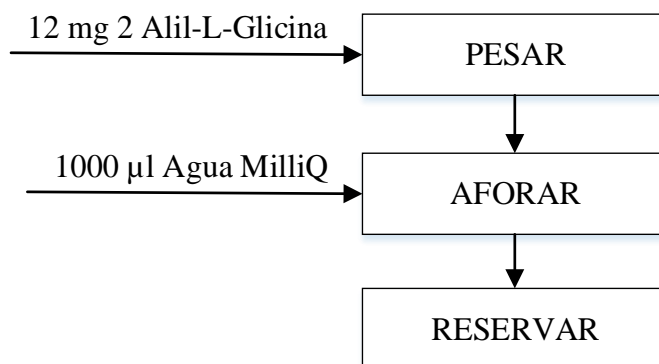 12 mg 2 Alil-L-Glicina
PESAR
1000 µl Agua MilliQ
AFORAR
RESERVAR